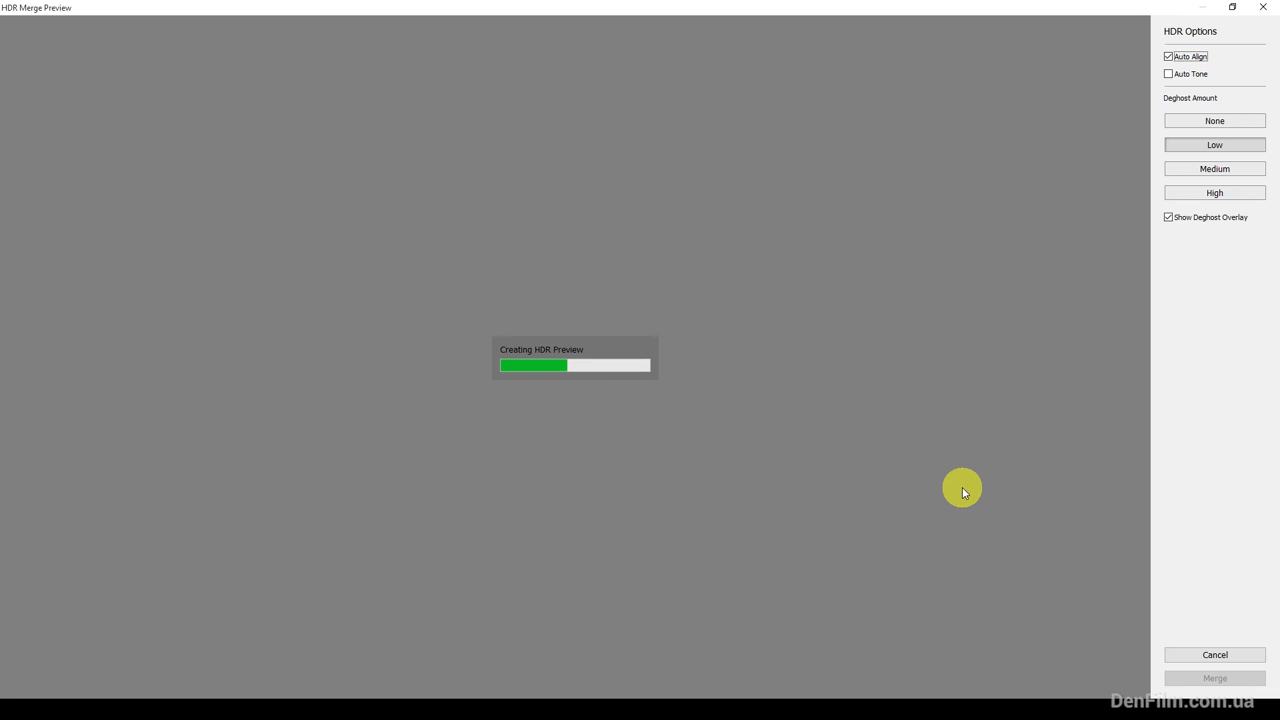 HDR Merge Preview
HDR Options
Auto Align
Auto Tone
Deghost Amount
None
Low
Medium
High
Show Deghost Overlay
Creating HDR Preview
Cancel
Merge
DenFilm.com.ua